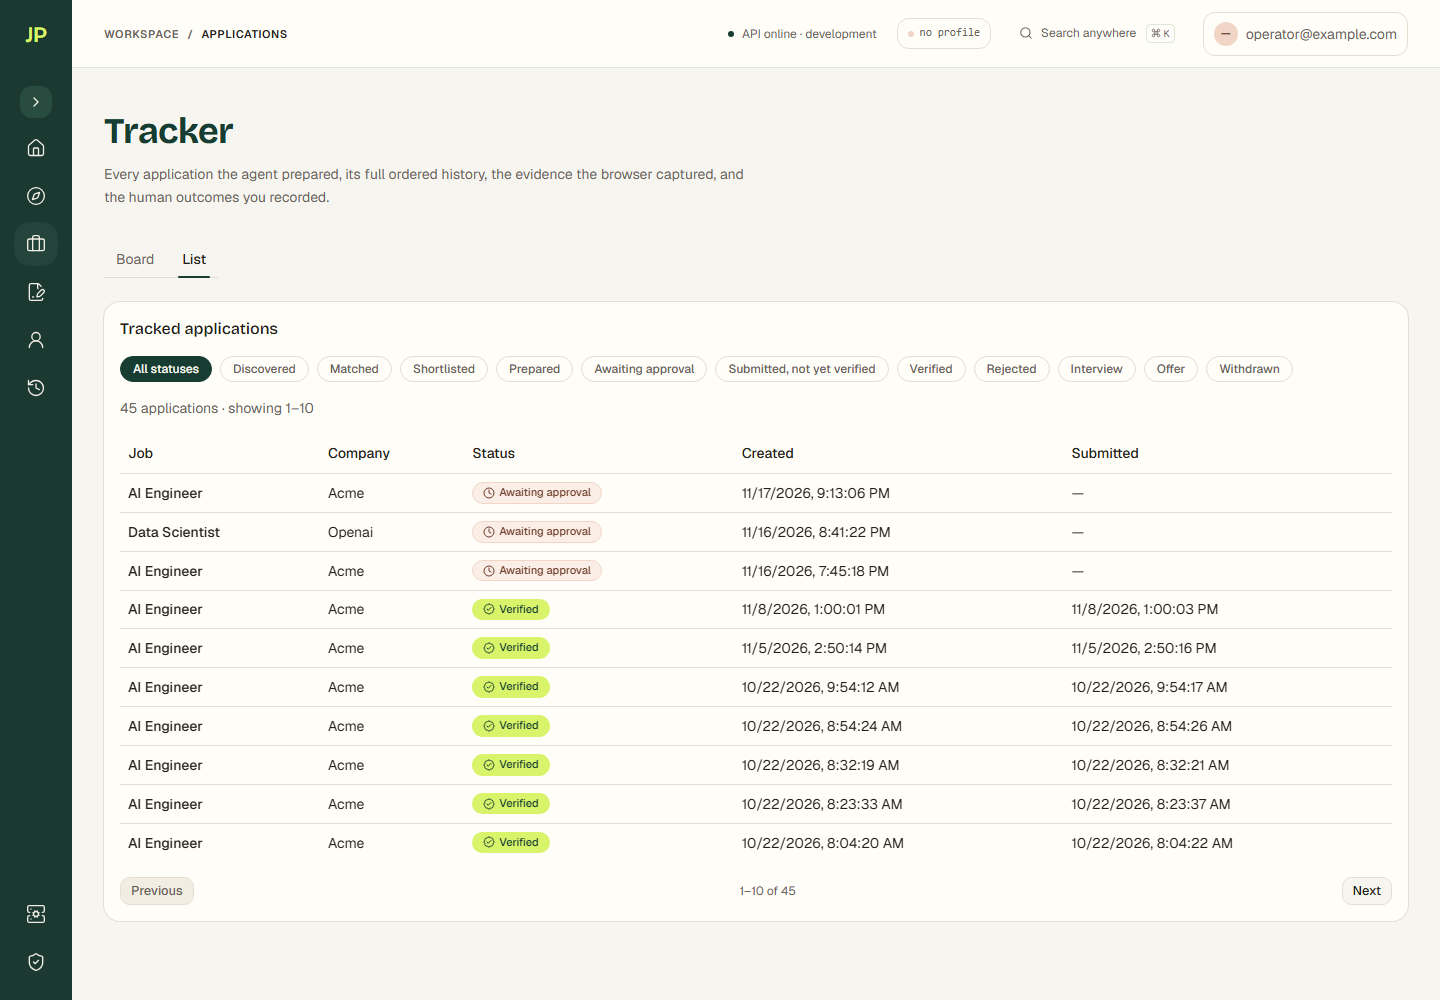 JP
WORKSPACE / APPLICATIONS
API online · development
no profile
Search anywhere ⌘ K
operator@example.com
Tracker
Every application the agent prepared, its full ordered history, the evidence the browser captured, and
the human outcomes you recorded.
Board List
Tracked applications
All statuses Discovered Matched Shortlisted Prepared Awaiting approval Submitted, not yet verified Verified Rejected Interview Offer Withdrawn
45 applications · showing 1–10
Job Company Status Created Submitted
AI Engineer Acme Awaiting approval 11/17/2026, 9:13:06 PM —
Data Scientist Openai Awaiting approval 11/16/2026, 8:41:22 PM —
AI Engineer Acme Awaiting approval 11/16/2026, 7:45:18 PM —
AI Engineer Acme Verified 11/8/2026, 1:00:01 PM 11/8/2026, 1:00:03 PM
AI Engineer Acme Verified 11/5/2026, 2:50:14 PM 11/5/2026, 2:50:16 PM
AI Engineer Acme Verified 10/22/2026, 9:54:12 AM 10/22/2026, 9:54:17 AM
AI Engineer Acme Verified 10/22/2026, 8:54:24 AM 10/22/2026, 8:54:26 AM
AI Engineer Acme Verified 10/22/2026, 8:32:19 AM 10/22/2026, 8:32:21 AM
AI Engineer Acme Verified 10/22/2026, 8:23:33 AM 10/22/2026, 8:23:37 AM
AI Engineer Acme Verified 10/22/2026, 8:04:20 AM 10/22/2026, 8:04:22 AM
Previous 1–10 of 45 Next